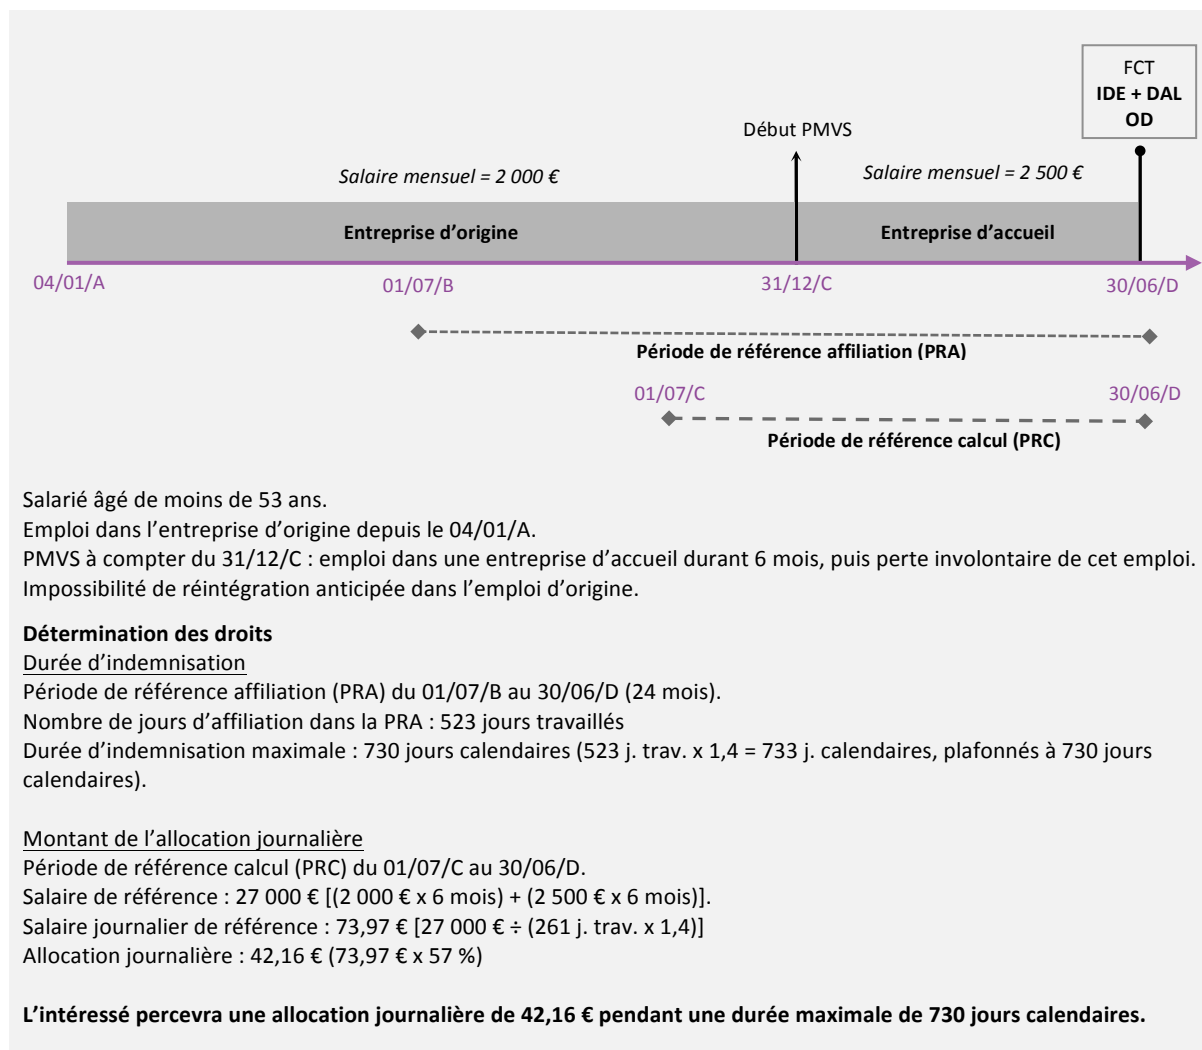 FCT
IDE + DAL
OD
Début PMVS
Salaire mensuel = 2 000 €
Salaire mensuel = 2 500 €
Entreprise d’origine
Entreprise d’accueil
04/01/A
01/07/B
31/12/C
30/06/D
Période de référence affiliation (PRA)
01/07/C
30/06/D
Période de référence calcul (PRC)
Salarié âgé de moins de 53 ans.
Emploi dans l’entreprise d’origine depuis le 04/01/A.
PMVS à compter du 31/12/C : emploi dans une entreprise d’accueil durant 6 mois, puis perte involontaire de cet emploi.
Impossibilité de réintégration anticipée dans l’emploi d’origine.
Détermination des droits
Durée d’indemnisation
Période de référence affiliation (PRA) du 01/07/B au 30/06/D (24 mois).
Nombre de jours d’affiliation dans la PRA : 523 jours travaillés
Durée d’indemnisation maximale : 730 jours calendaires (523 j. trav. x 1,4 = 733 j. calendaires, plafonnés à 730 jours
calendaires).
Montant de l’allocation journalière
Période de référence calcul (PRC) du 01/07/C au 30/06/D.
Salaire de référence : 27 000 € [(2 000 € x 6 mois) + (2 500 € x 6 mois)].
Salaire journalier de référence : 73,97 € [27 000 € ÷ (261 j. trav. x 1,4)]
Allocation journalière : 42,16 € (73,97 € x 57 %)
L’intéressé percevra une allocation journalière de 42,16 € pendant une durée maximale de 730 jours calendaires.